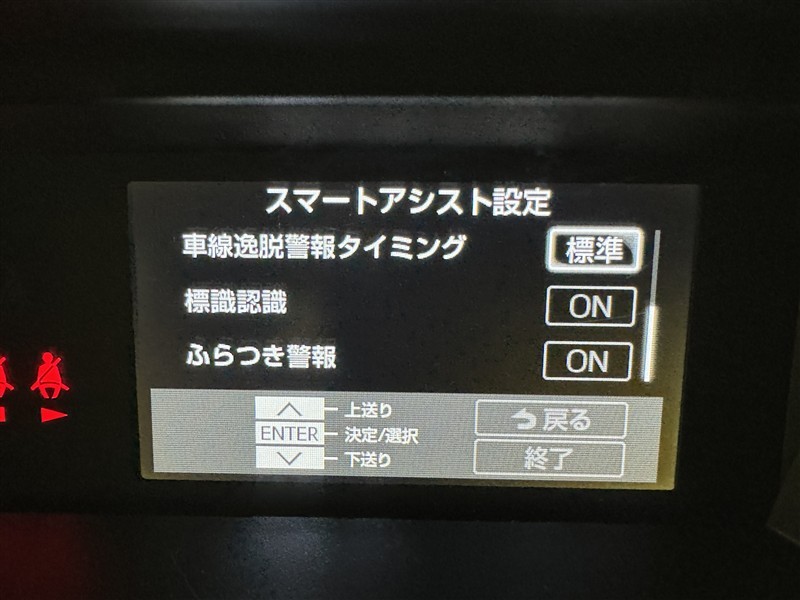 スマートアシスト設定
車線逸脱警報タイミング 標準
標識認識 ON
ふらつき警報 ON
上送り
ENTER 決定/選択
下送り
戻る
終了